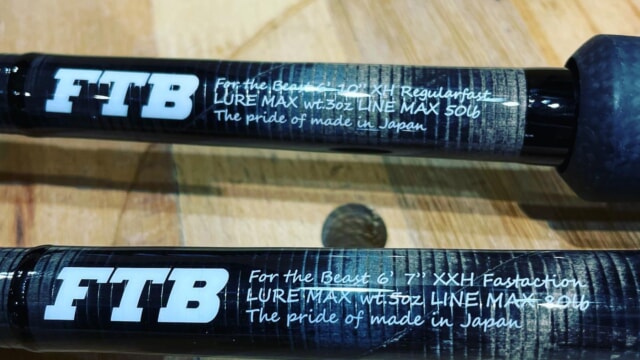 FTB
For the Beast 6' 10" XH Regularfast
LURE MAX wt.3oz LINE MAX 50lb
The pride of made in Japan
FTB
For the Beast 6' 7" XXH Fastaction
LURE MAX wt.5oz LINE MAX 80lb
The pride of made in Japan